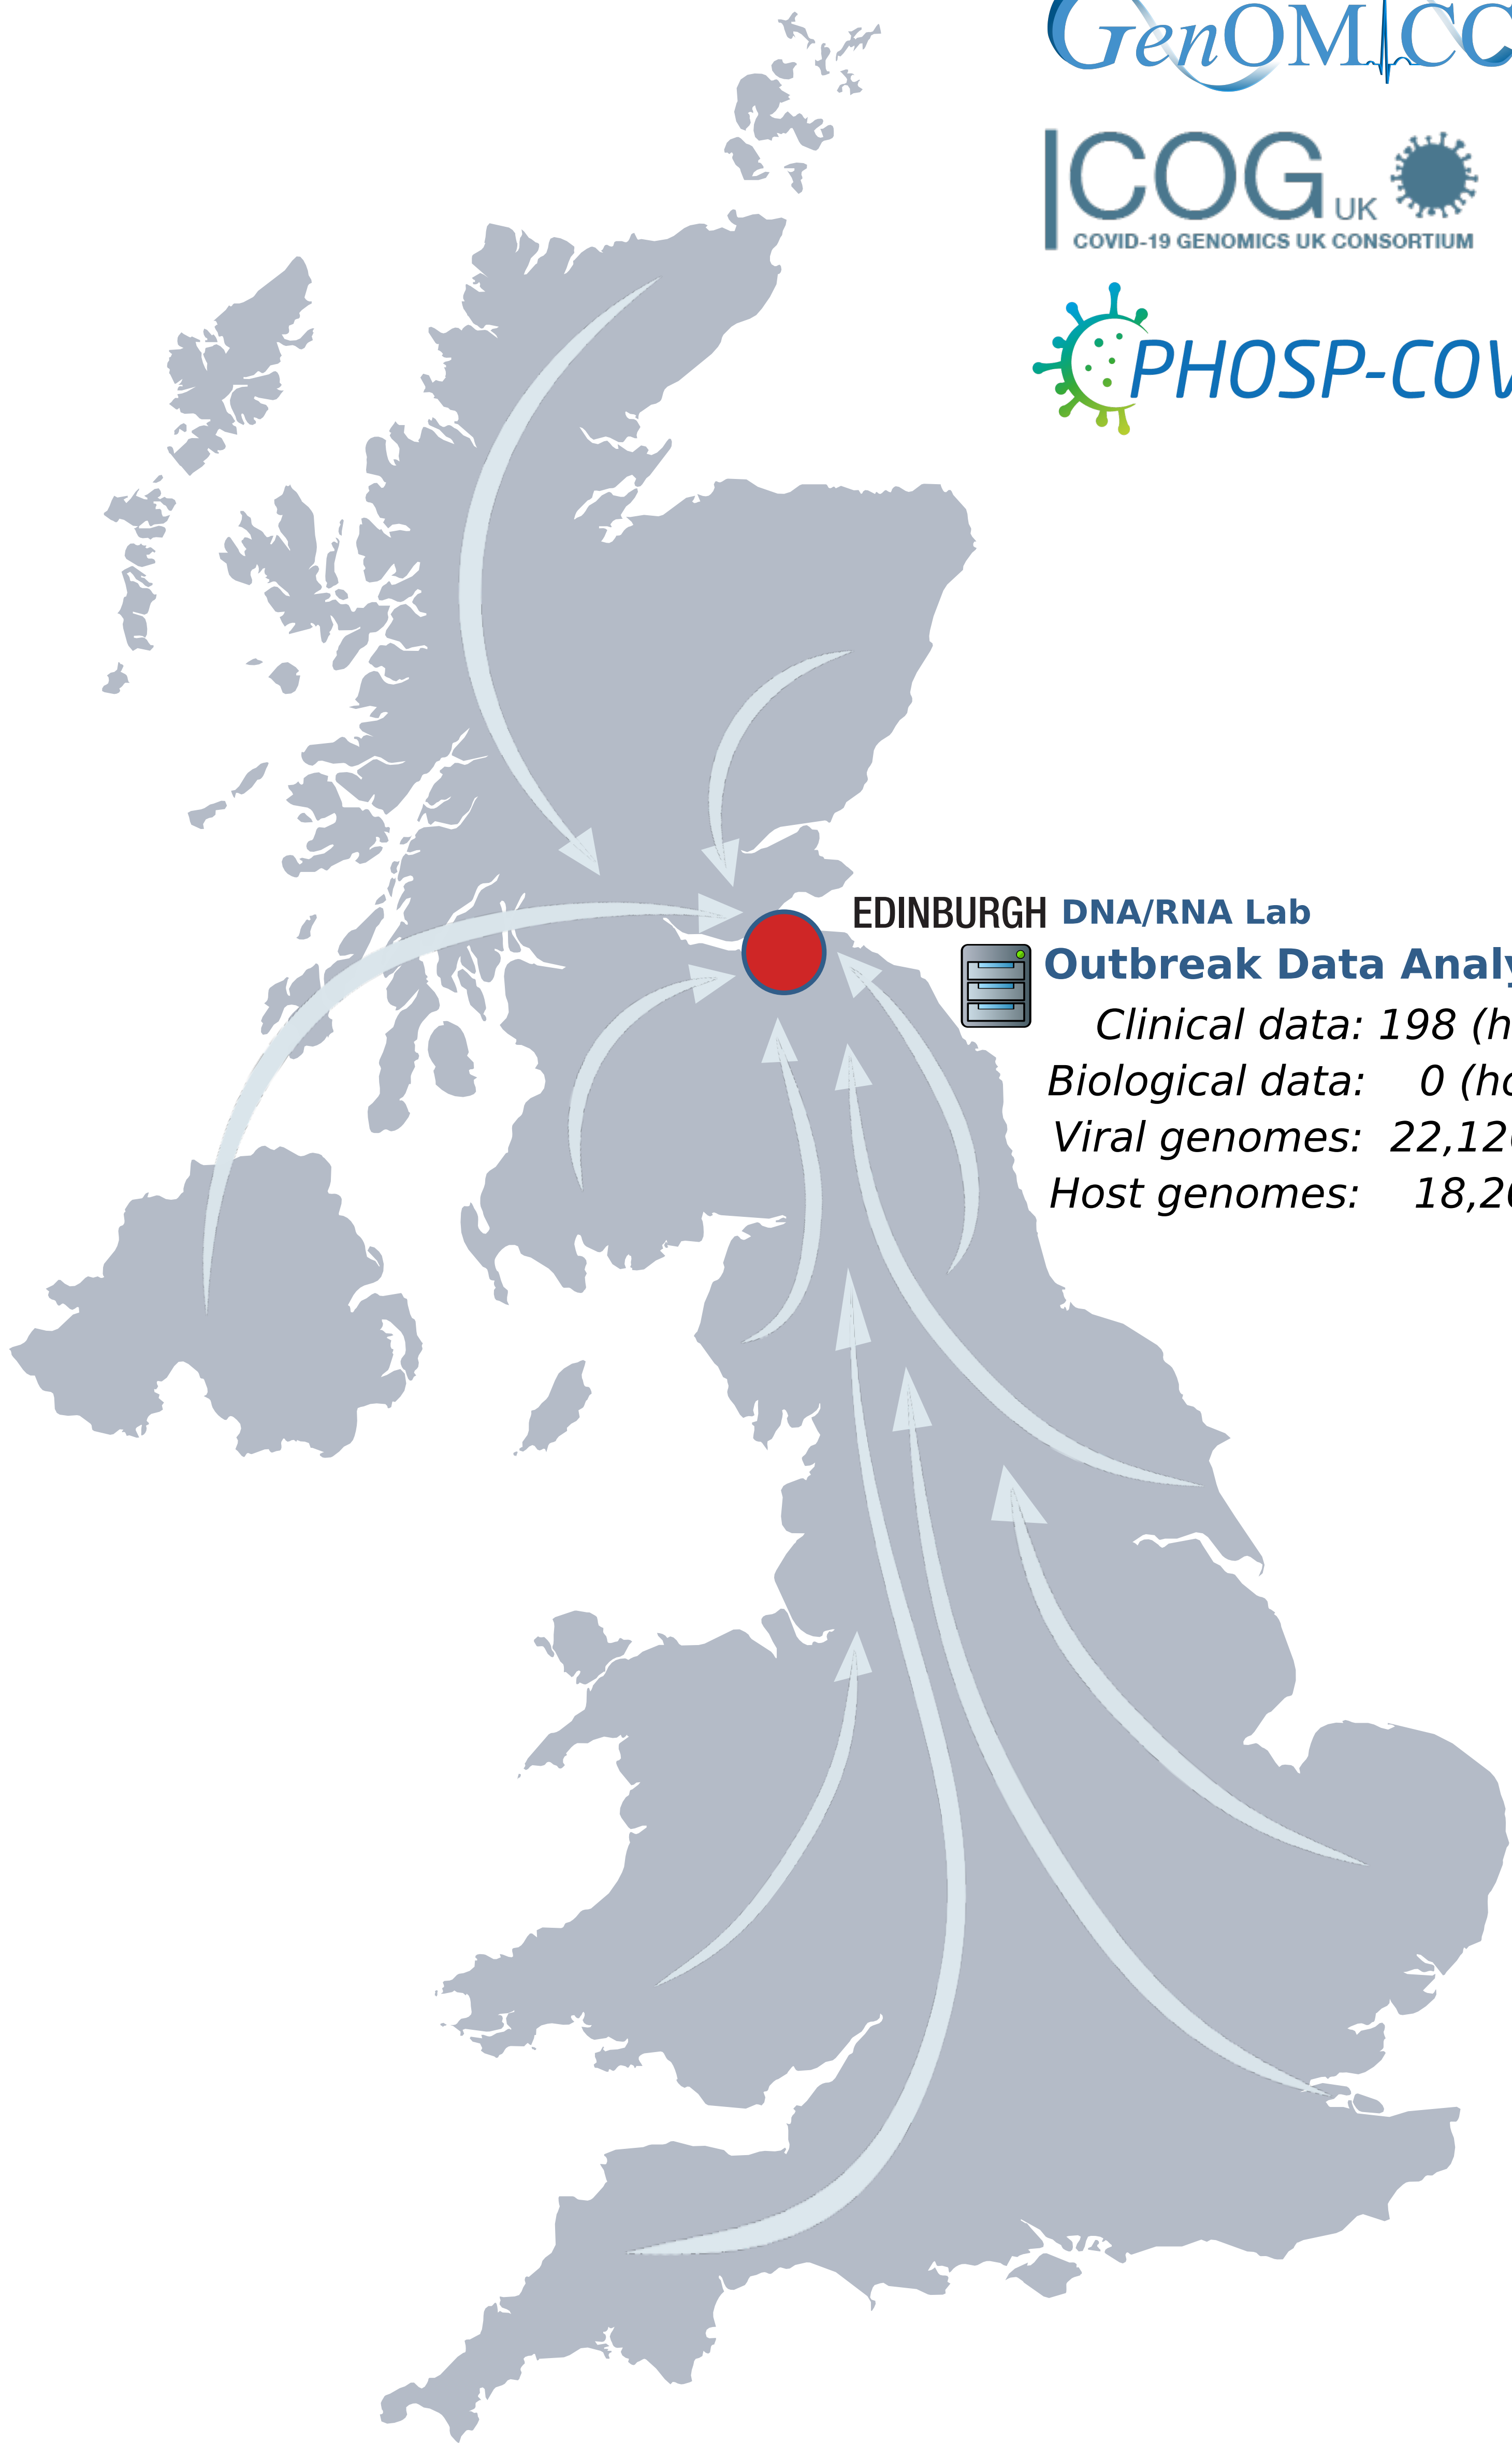 GenOMICC
COG UK
COVID-19 GENOMICS UK CONSORTIUM
PHOSP-COV
EDINBURGH DNA/RNA Lab
Outbreak Data Analy
Clinical data: 198 (h
Biological data: 0 (ho
Viral genomes: 22,12
Host genomes: 18,2